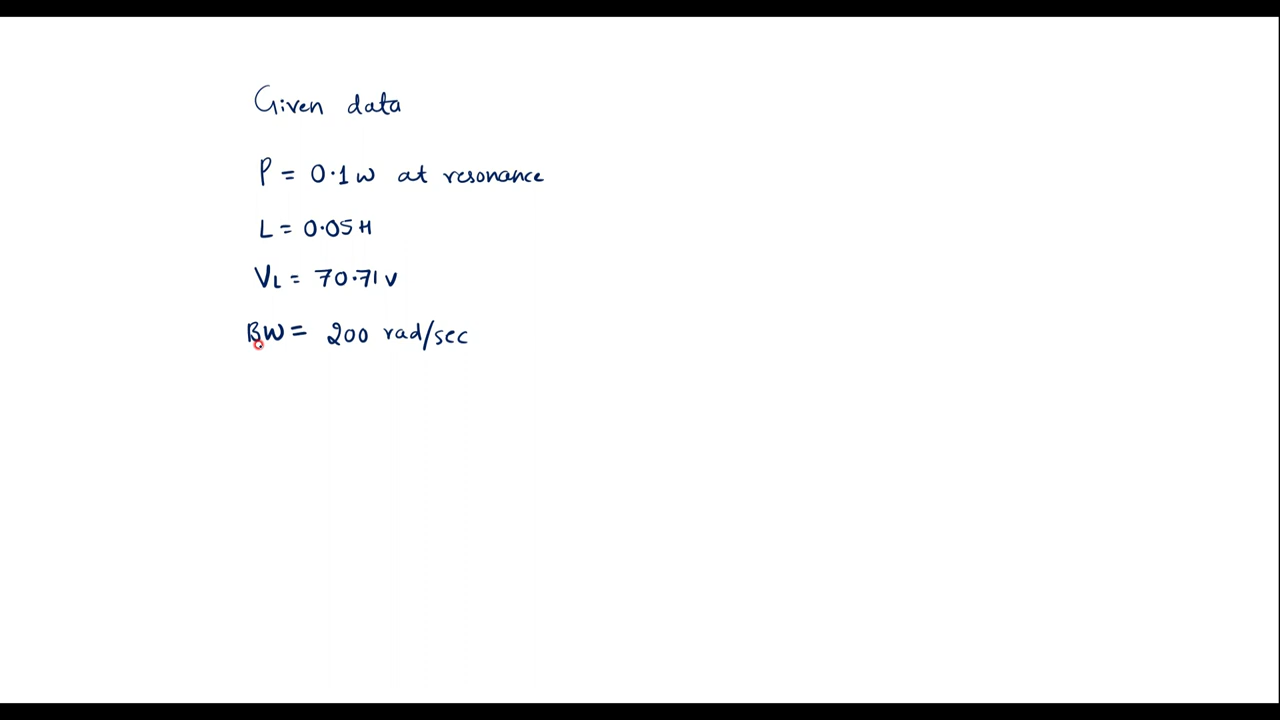 Given data
P = 0.1 w at resonance
L = 0.05 H
VL = 70.71 v
BW = 200 rad/sec